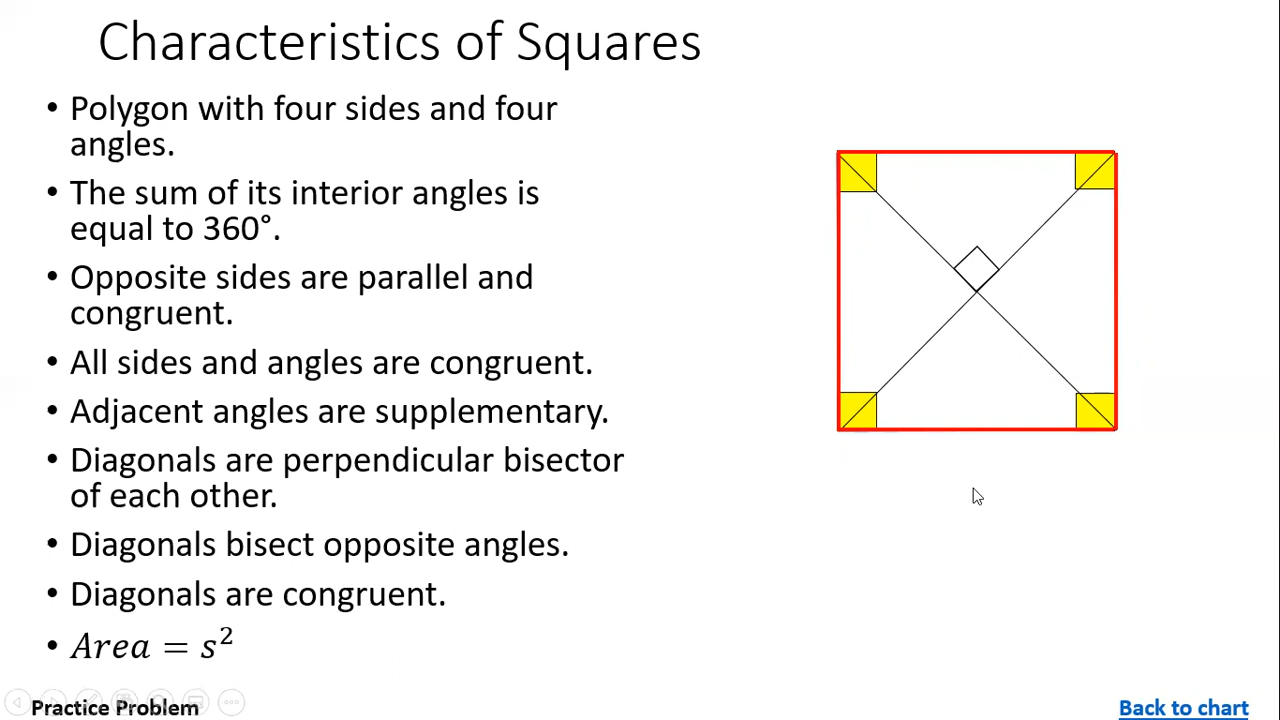 Characteristics of Squares
• Polygon with four sides and four
angles.
• The sum of its interior angles is
equal to 360°.
• Opposite sides are parallel and
congruent.
• All sides and angles are congruent.
• Adjacent angles are supplementary.
• Diagonals are perpendicular bisector
of each other.
• Diagonals bisect opposite angles.
• Diagonals are congruent.
• Area = s²
Practice Problem
Back to chart